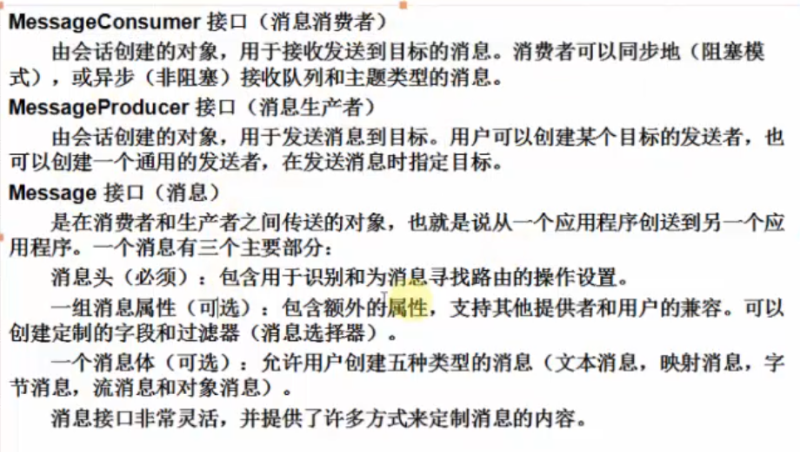 MessageConsumer 接口（消息消费者）
由会话创建的对象，用于接收发送到目标的消息。消费者可以同步地（阻塞模
式），或异步（非阻塞）接收队列和主题类型的消息。
MessageProducer 接口（消息生产者）
由会话创建的对象，用于发送消息到目标。用户可以创建某个目标的发送者，也
可以创建一个通用的发送者，在发送消息时指定目标。
Message 接口（消息）
是在消费者和生产者之间传送的对象，也就是说从一个应用程序创送到另一个应
用程序。一个消息有三个主要部分：
消息头（必须）：包含用于识别和为消息寻找路由的操作设置。
一组消息属性（可选）：包含额外的属性，支持其他提供者和用户的兼容。可以
创建定制的字段和过滤器（消息选择器）。
一个消息体（可选）：允许用户创建五种类型的消息（文本消息，映射消息，字
节消息，流消息和对象消息）。
消息接口非常灵活，并提供了许多方式来定制消息的内容。